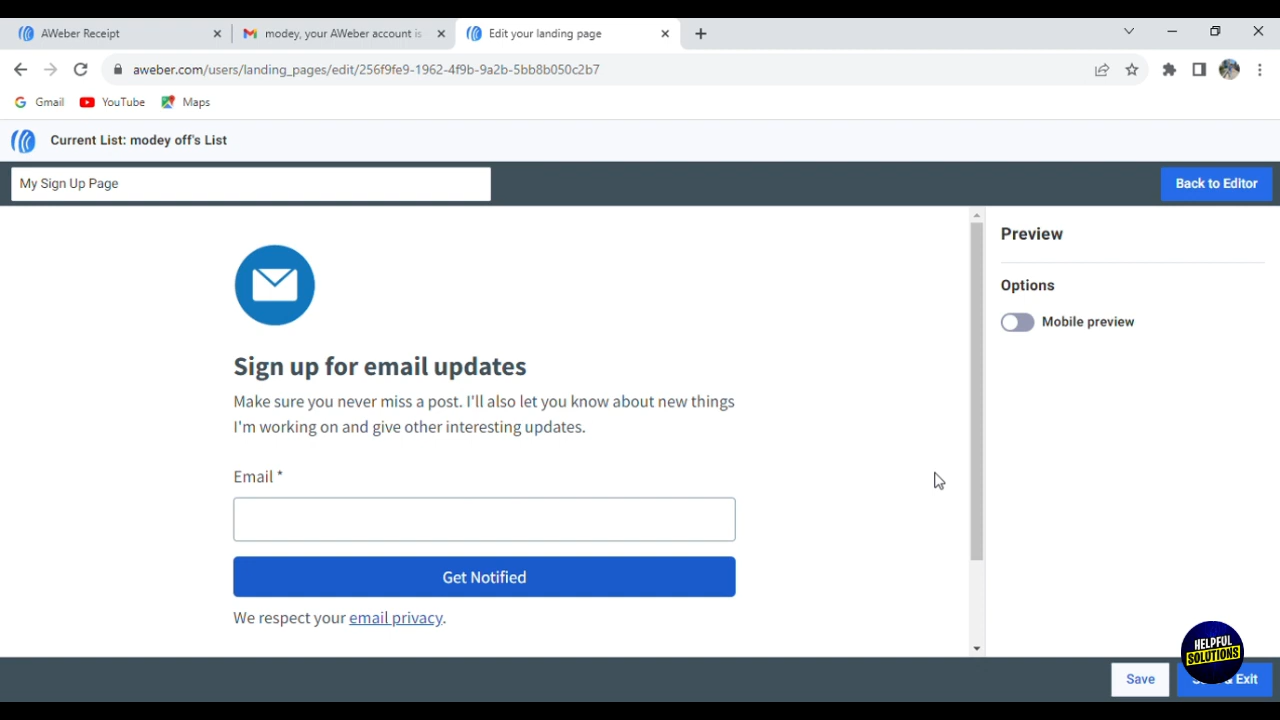 AWeber Receipt
modey, your AWeber account is
Edit your landing page
aweber.com/users/landing_pages/edit/256f9fe9-1962-4f9b-9a2b-5bb8b050c2b7
Gmail
YouTube
Maps
Current List: modey off's List
My Sign Up Page
Back to Editor
Preview
Options
Mobile preview
Sign up for email updates
Make sure you never miss a post. I'll also let you know about new things
I'm working on and give other interesting updates.
Email *
Get Notified
We respect your email privacy.
HELPFUL
SOLUTIONS
Save
Exit